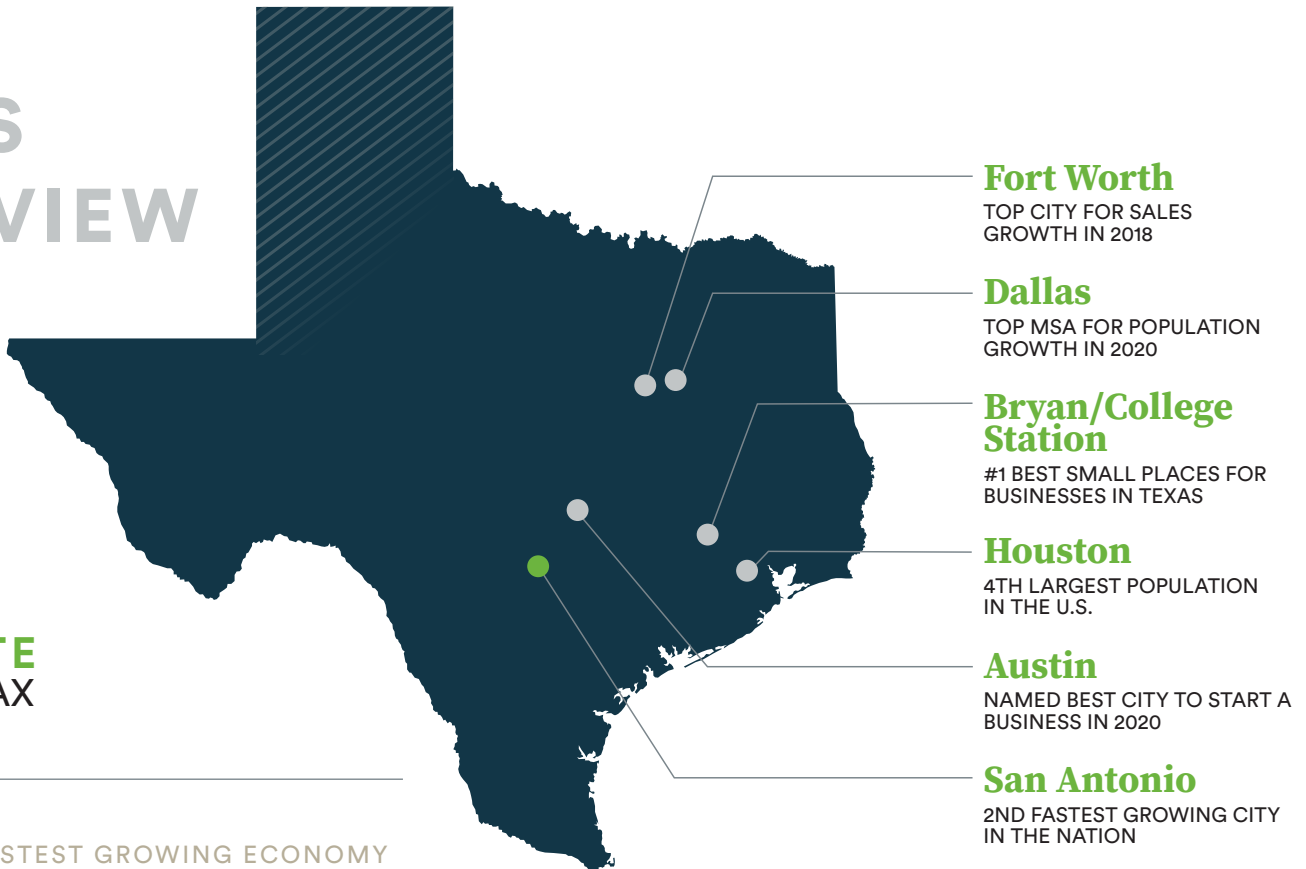 S
VIEW
Fort Worth
TOP CITY FOR SALES
GROWTH IN 2018
Dallas
TOP MSA FOR POPULATION
GROWTH IN 2020
Bryan/College
Station
#1 BEST SMALL PLACES FOR
BUSINESSES IN TEXAS
Houston
4TH LARGEST POPULATION
IN THE U.S.
Austin
NAMED BEST CITY TO START A
BUSINESS IN 2020
San Antonio
2ND FASTEST GROWING CITY
IN THE NATION
TE
AX
STEST GROWING ECONOMY